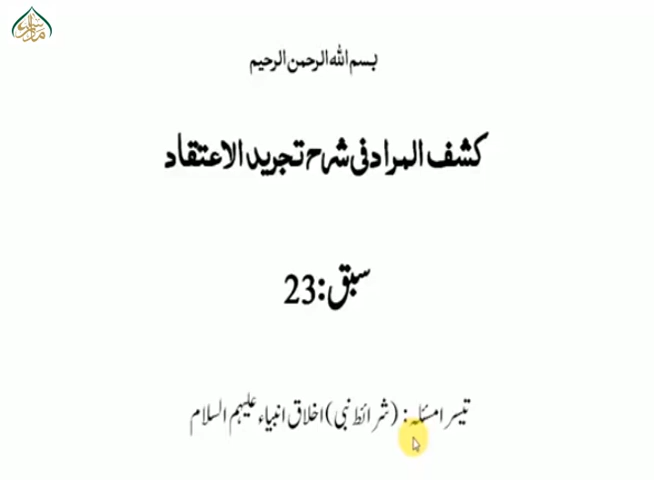 بسم اللہ الرحمن الرحیم
کشف المراد فی شرح تجرید الاعتقاد
سبق: 23
تیسرا مسئلہ: (شرائط نبی) اخلاق انبیاء علیہم السلام